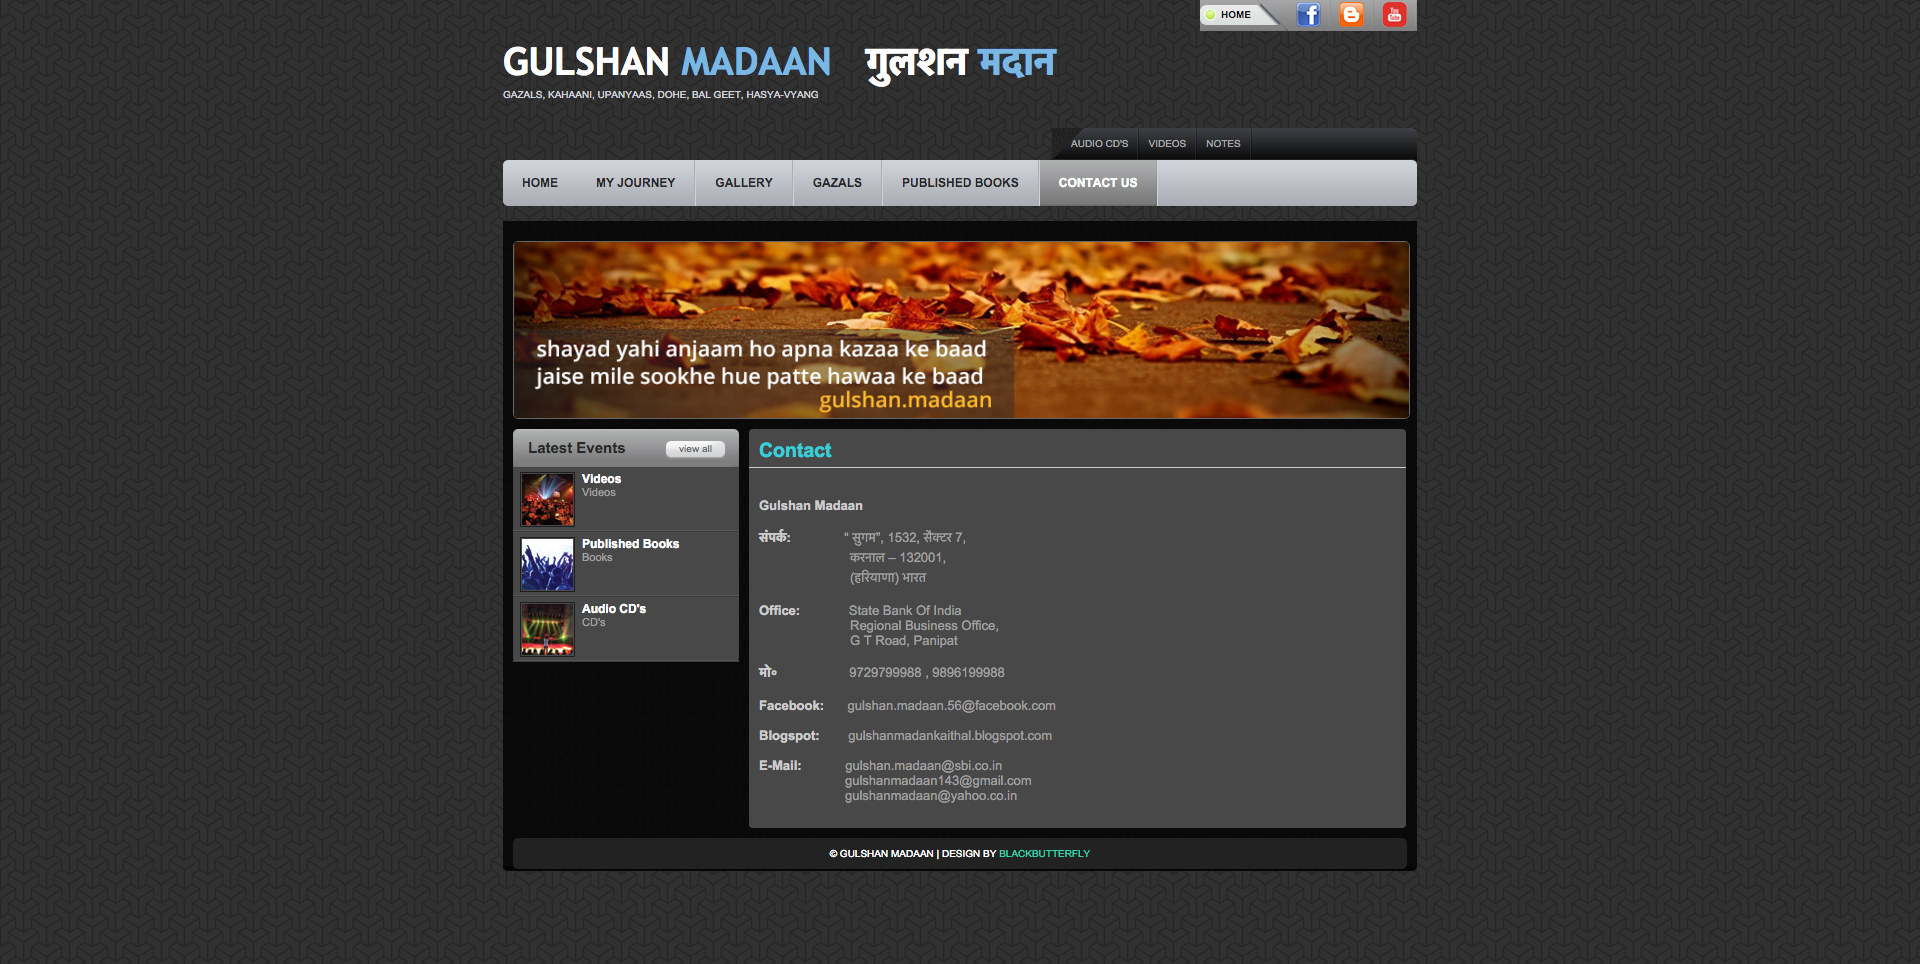 HOME
GULSHAN MADAAN गुलशन मदान
GAZALS, KAHAANI, UPANYAAS, DOHE, BAL GEET, HASYA-VYANG
AUDIO CD'S VIDEOS NOTES
HOME MY JOURNEY GALLERY GAZALS PUBLISHED BOOKS CONTACT US
shayad yahi anjaam ho apna kazaa ke baad
jaise mile sookhe hue patte hawaa ke baad
gulshan.madaan
Latest Events view all
Videos
Videos
Published Books
Books
Audio CD's
CD's
Contact
Gulshan Madaan
संपर्क: “ सुगम”, 1532, सेंक्टर 7,
करनाल – 132001,
(हरियाणा) भारत
Office: State Bank Of India
Regional Business Office,
G T Road, Panipat
मो० 9729799988 , 9896199988
Facebook: gulshan.madaan.56@facebook.com
Blogspot: gulshanmadankaithal.blogspot.com
E-Mail: gulshan.madaan@sbi.co.in
gulshanmadaan143@gmail.com
gulshanmadaan@yahoo.co.in
© GULSHAN MADAAN | DESIGN BY BLACKBUTTERFLY